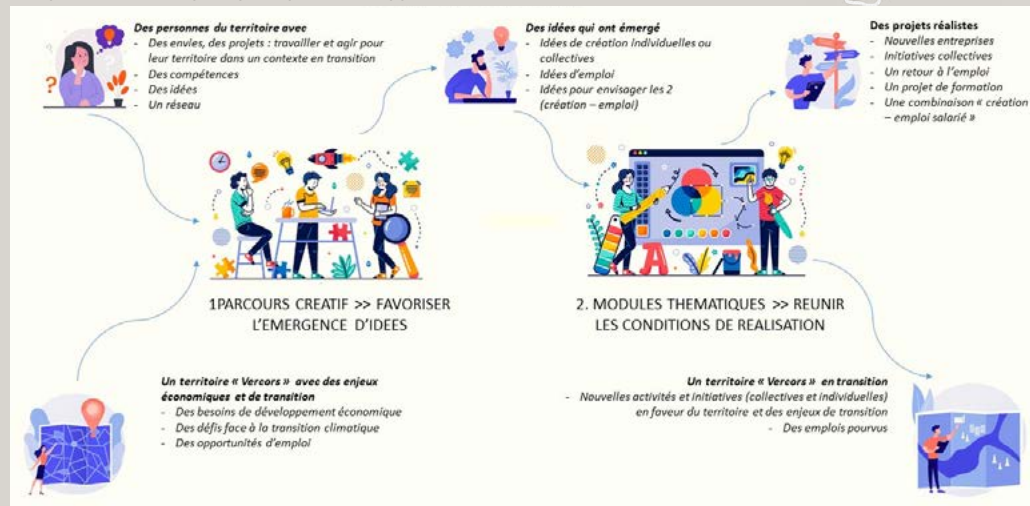 Des personnes du territoire avec
- Des envies, des projets : travailler et agir pour
leur territoire dans un contexte en transition
- Des compétences
- Des idées
- Un réseau
Des idées qui ont émergé
- Idées de création individuelles ou
collectives
- Idées d'emploi
- Idées pour envisager les 2
(création – emploi)
Des projets réalistes
- Nouvelles entreprises
- Initiatives collectives
- Un retour à l'emploi
- Un projet de formation
- Une combinaison « création
– emploi salarié »
1PARCOURS CREATIF >> FAVORISER
L'EMERGENCE D'IDEES
2. MODULES THEMATIQUES >> REUNIR
LES CONDITIONS DE REALISATION
Un territoire « Vercors » avec des enjeux
économiques et de transition
- Des besoins de développement économique
- Des défis face à la transition climatique
- Des opportunités d'emploi
Un territoire « Vercors » en transition
- Nouvelles activités et initiatives (collectives et individuelles)
en faveur du territoire et des enjeux de transition
- Des emplois pourvus